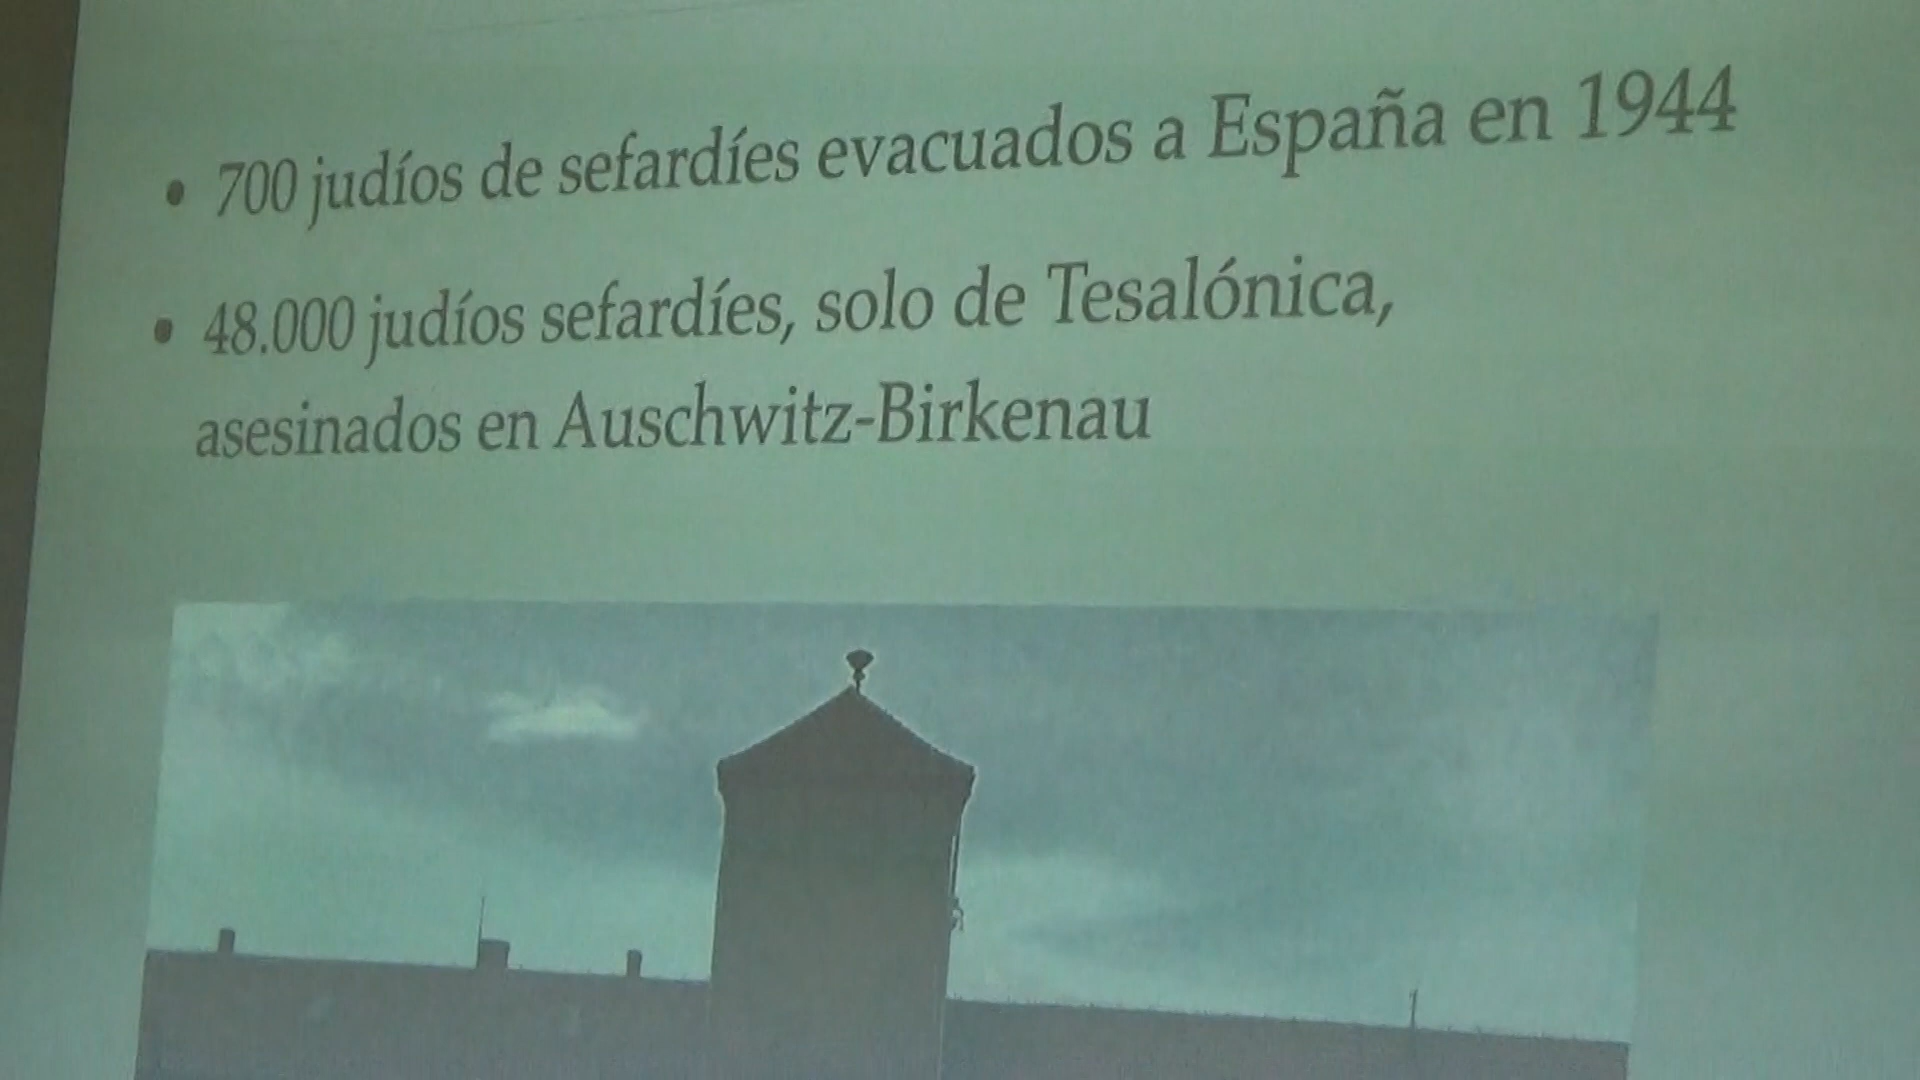 • 700 judíos de sefardíes evacuados a España en 1944
• 48.000 judíos sefardíes, solo de Tesalónica,
asesinados en Auschwitz-Birkenau